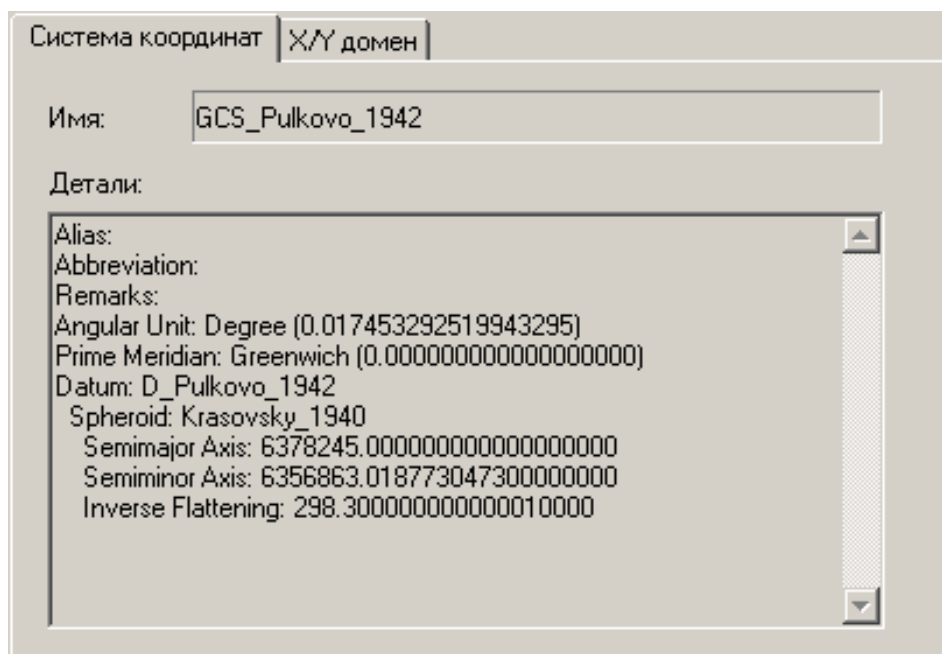 Система координат X/Y домен
Имя: GCS_Pulkovo_1942
Детали:
Alias:
Abbreviation:
Remarks:
Angular Unit: Degree (0.017453292519943295)
Prime Meridian: Greenwich (0.000000000000000000)
Datum: D_Pulkovo_1942
Spheroid: Krasovsky_1940
Semimajor Axis: 6378245.000000000000000000
Semiminor Axis: 6356863.018773047300000000
Inverse Flattening: 298.300000000000010000